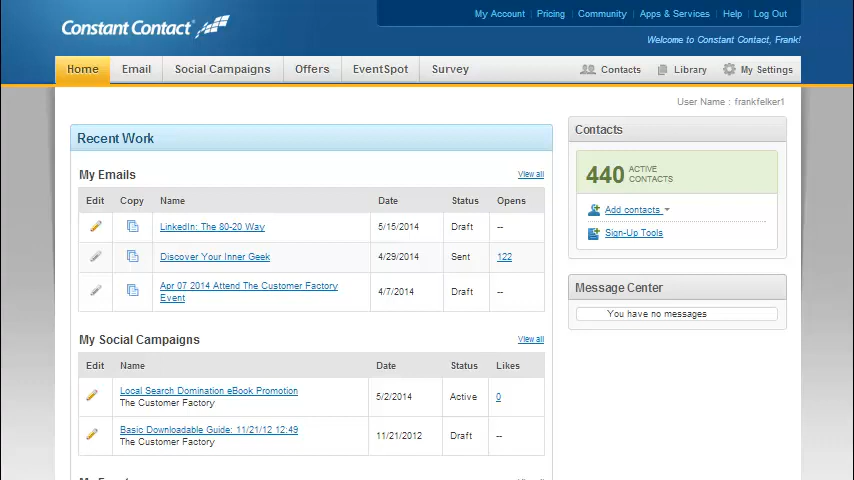 My Account Pricing Community Apps & Services Help Log Out
Constant Contact®
Welcome to Constant Contact, Frank!
Home Email Social Campaigns Offers EventSpot Survey Contacts Library My Settings
User Name : frankfelker1
Recent Work
My Emails View all
Edit Copy Name Date Status Opens
LinkedIn: The 80-20 Way 5/15/2014 Draft --
Discover Your Inner Geek 4/29/2014 Sent 122
Apr 07 2014 Attend The Customer Factory
Event 4/7/2014 Draft --
My Social Campaigns View all
Edit Name Date Status Likes
Local Search Domination eBook Promotion
The Customer Factory 5/2/2014 Active 0
Basic Downloadable Guide: 11/21/12 12:49
The Customer Factory 11/21/2012 Draft --
Contacts
440 ACTIVE
CONTACTS
Add contacts
Sign-Up Tools
Message Center
You have no messages